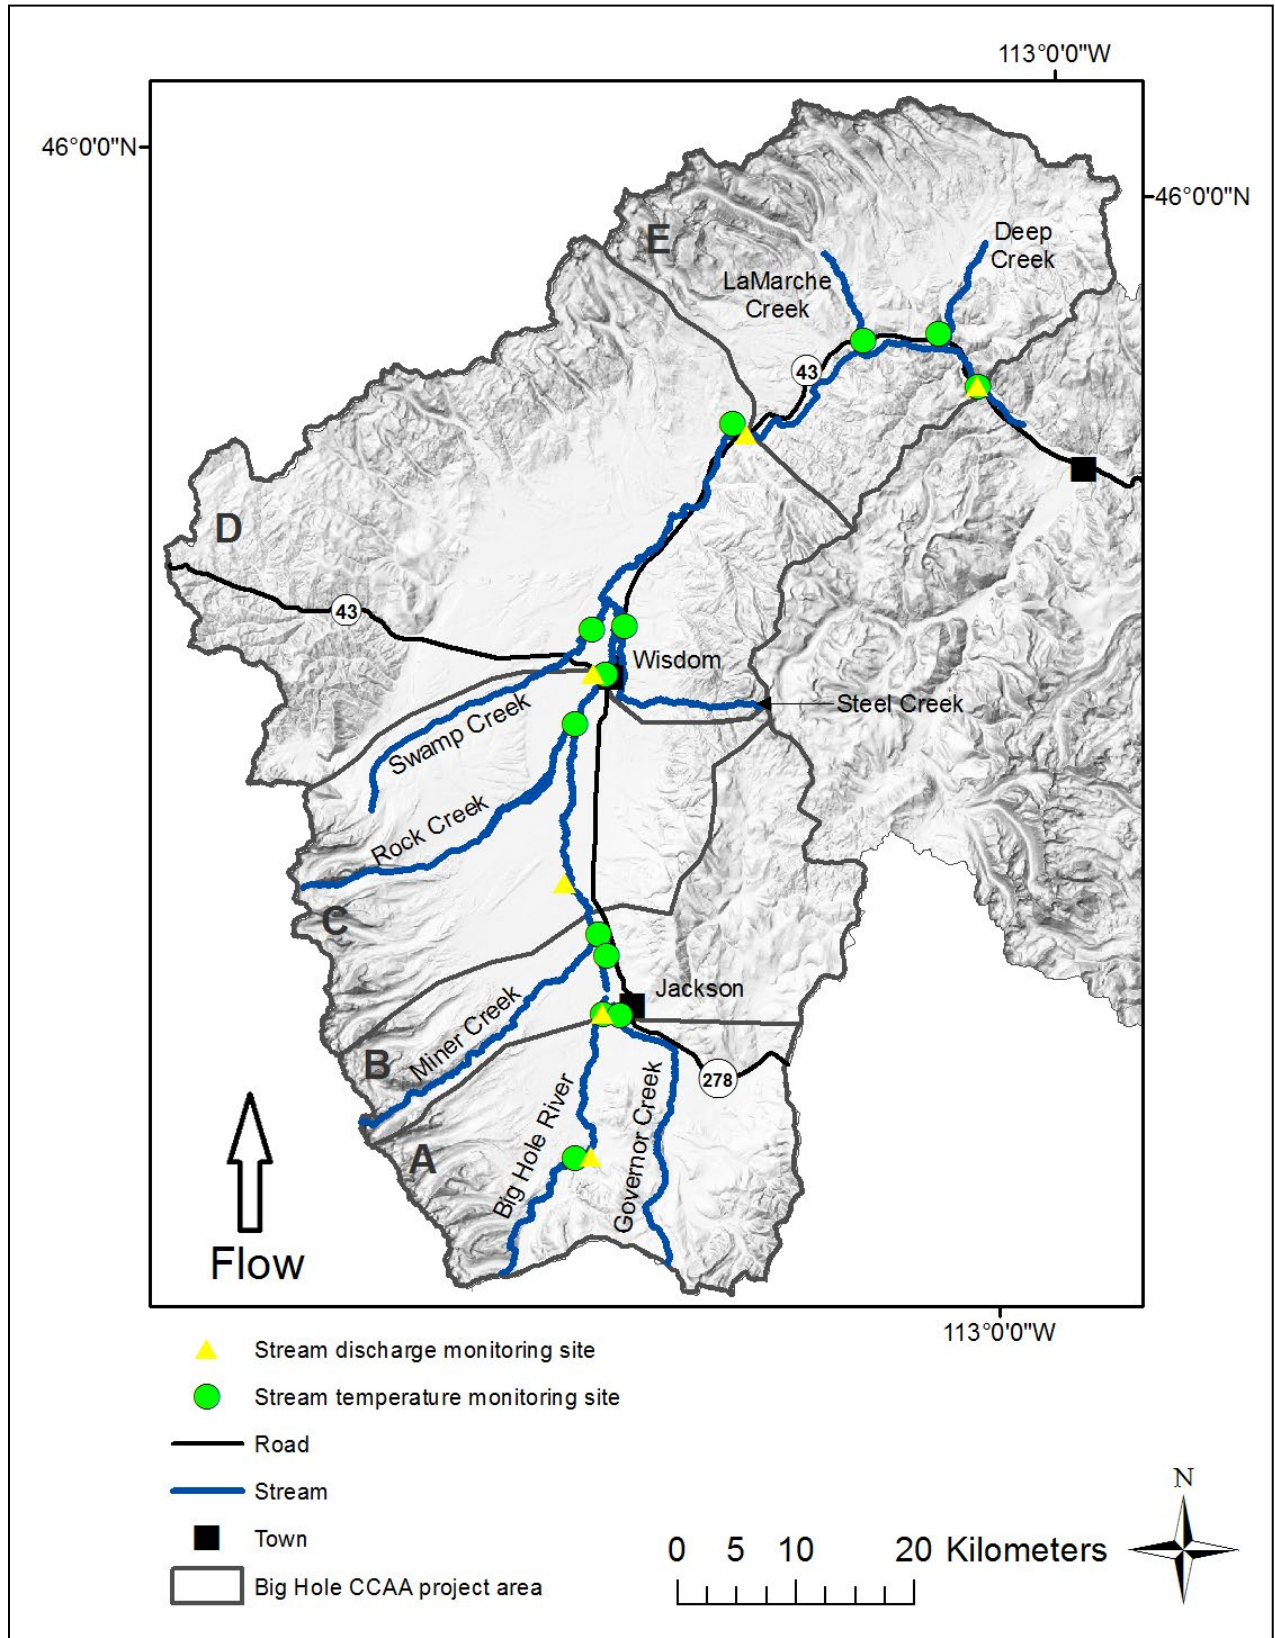 113°0'0"W
46°0'0"N
46°0'0"N
E
Deep
Creek
LaMarche
Creek
43
D
43
Wisdom
Steel Creek
Swamp Creek
Rock Creek
C
Jackson
Miner Creek
B
278
Big Hole River
Governor Creek
A
Flow
113°0'0"W
Stream discharge monitoring site
Stream temperature monitoring site
Road
Stream
Town
Big Hole CCAA project area
N
0 5 10 20 Kilometers